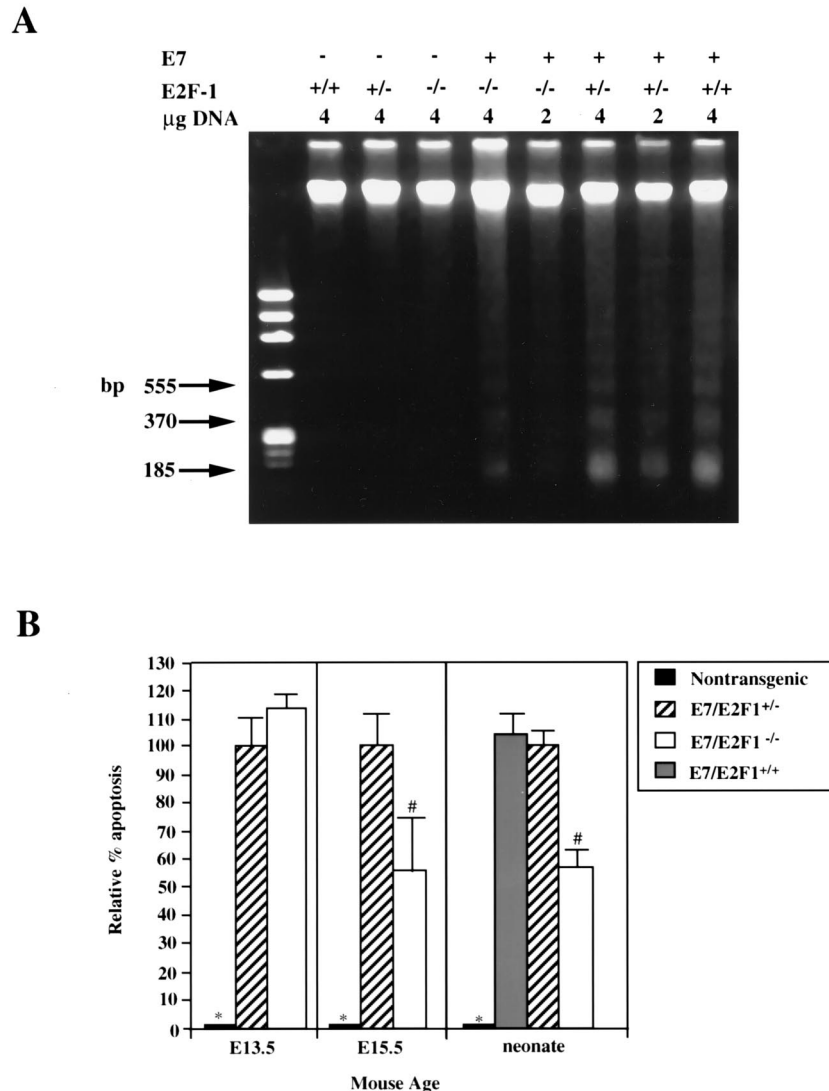 A
E7 - - - + + + + +
E2F-1 +/+ +/- -/- -/- -/- +/- +/- +/+
μg DNA 4 4 4 4 2 4 2 4
bp 555
370
185
B
130
120
110
100
90
80
70
60
50
40
30
20
10
0
Relative % apoptosis
* * * # #
E13.5 E15.5 neonate
Mouse Age
Nontransgenic
E7/E2F1+/-
E7/E2F1 -/-
E7/E2F1+/+